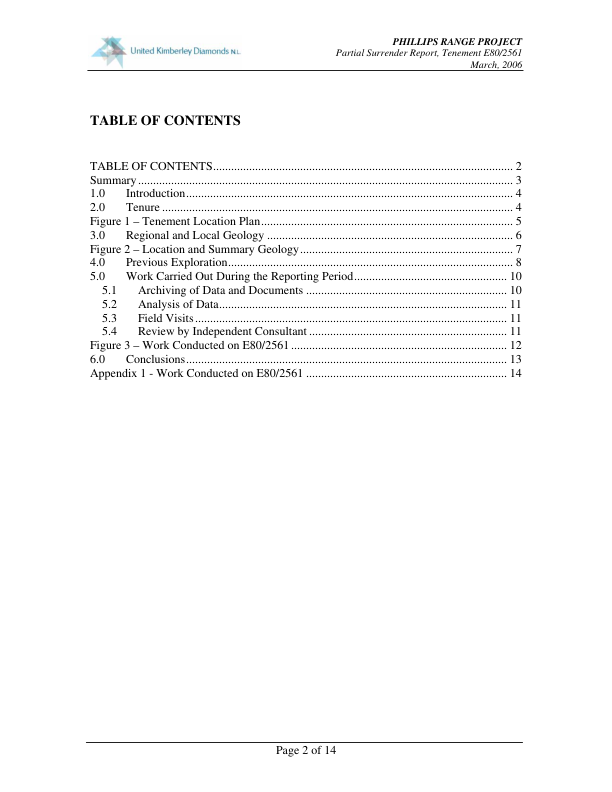 United Kimberley Diamonds N.L.
PHILLIPS RANGE PROJECT
Partial Surrender Report, Tenement E80/2561
March, 2006
TABLE OF CONTENTS
TABLE OF CONTENTS.................................................................................................... 2
Summary ............................................................................................................................. 3
1.0 Introduction............................................................................................................. 4
2.0 Tenure ..................................................................................................................... 4
Figure 1 – Tenement Location Plan.................................................................................... 5
3.0 Regional and Local Geology .................................................................................. 6
Figure 2 – Location and Summary Geology....................................................................... 7
4.0 Previous Exploration............................................................................................... 8
5.0 Work Carried Out During the Reporting Period................................................... 10
5.1 Archiving of Data and Documents ................................................................... 10
5.2 Analysis of Data................................................................................................ 11
5.3 Field Visits........................................................................................................ 11
5.4 Review by Independent Consultant .................................................................. 11
Figure 3 – Work Conducted on E80/2561 ........................................................................ 12
6.0 Conclusions........................................................................................................... 13
Appendix 1 - Work Conducted on E80/2561 ................................................................... 14
Page 2 of 14